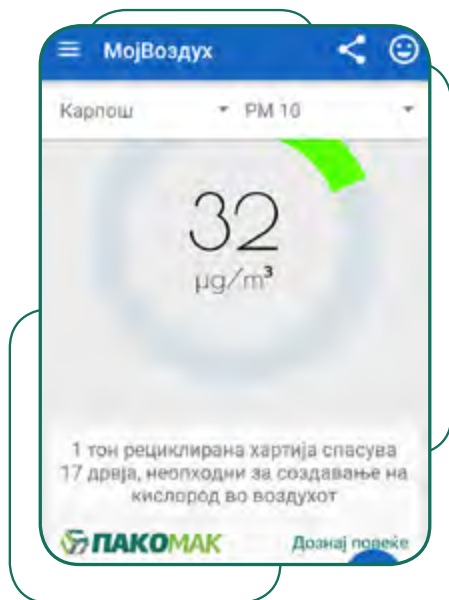 МојВоздух
Карпош PM 10
32
µg/m³
1 тон рециклирана хартија спасува
17 дрвја, неопходни за создавање на
кислород во воздухот
ПАКОМАК Дознај повеќе